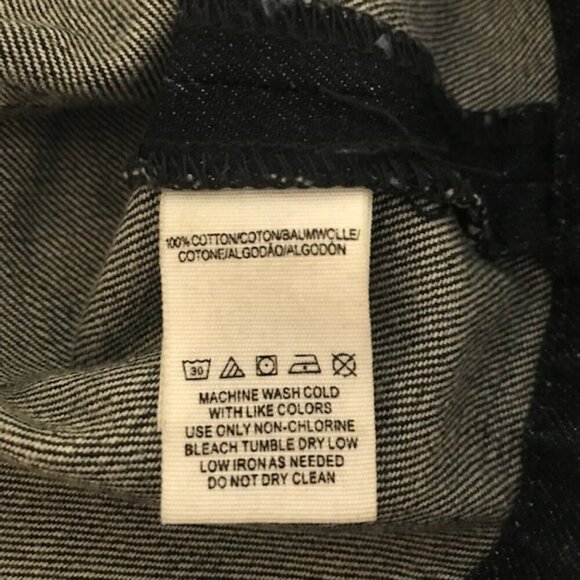 100% COTTON/COTON/BAUMWOLLE/
COTONE/ALGODÃO/ALGODÓN
30
MACHINE WASH COLD
WITH LIKE COLORS
USE ONLY NON-CHLORINE
BLEACH TUMBLE DRY LOW
LOW IRON AS NEEDED
DO NOT DRY CLEAN